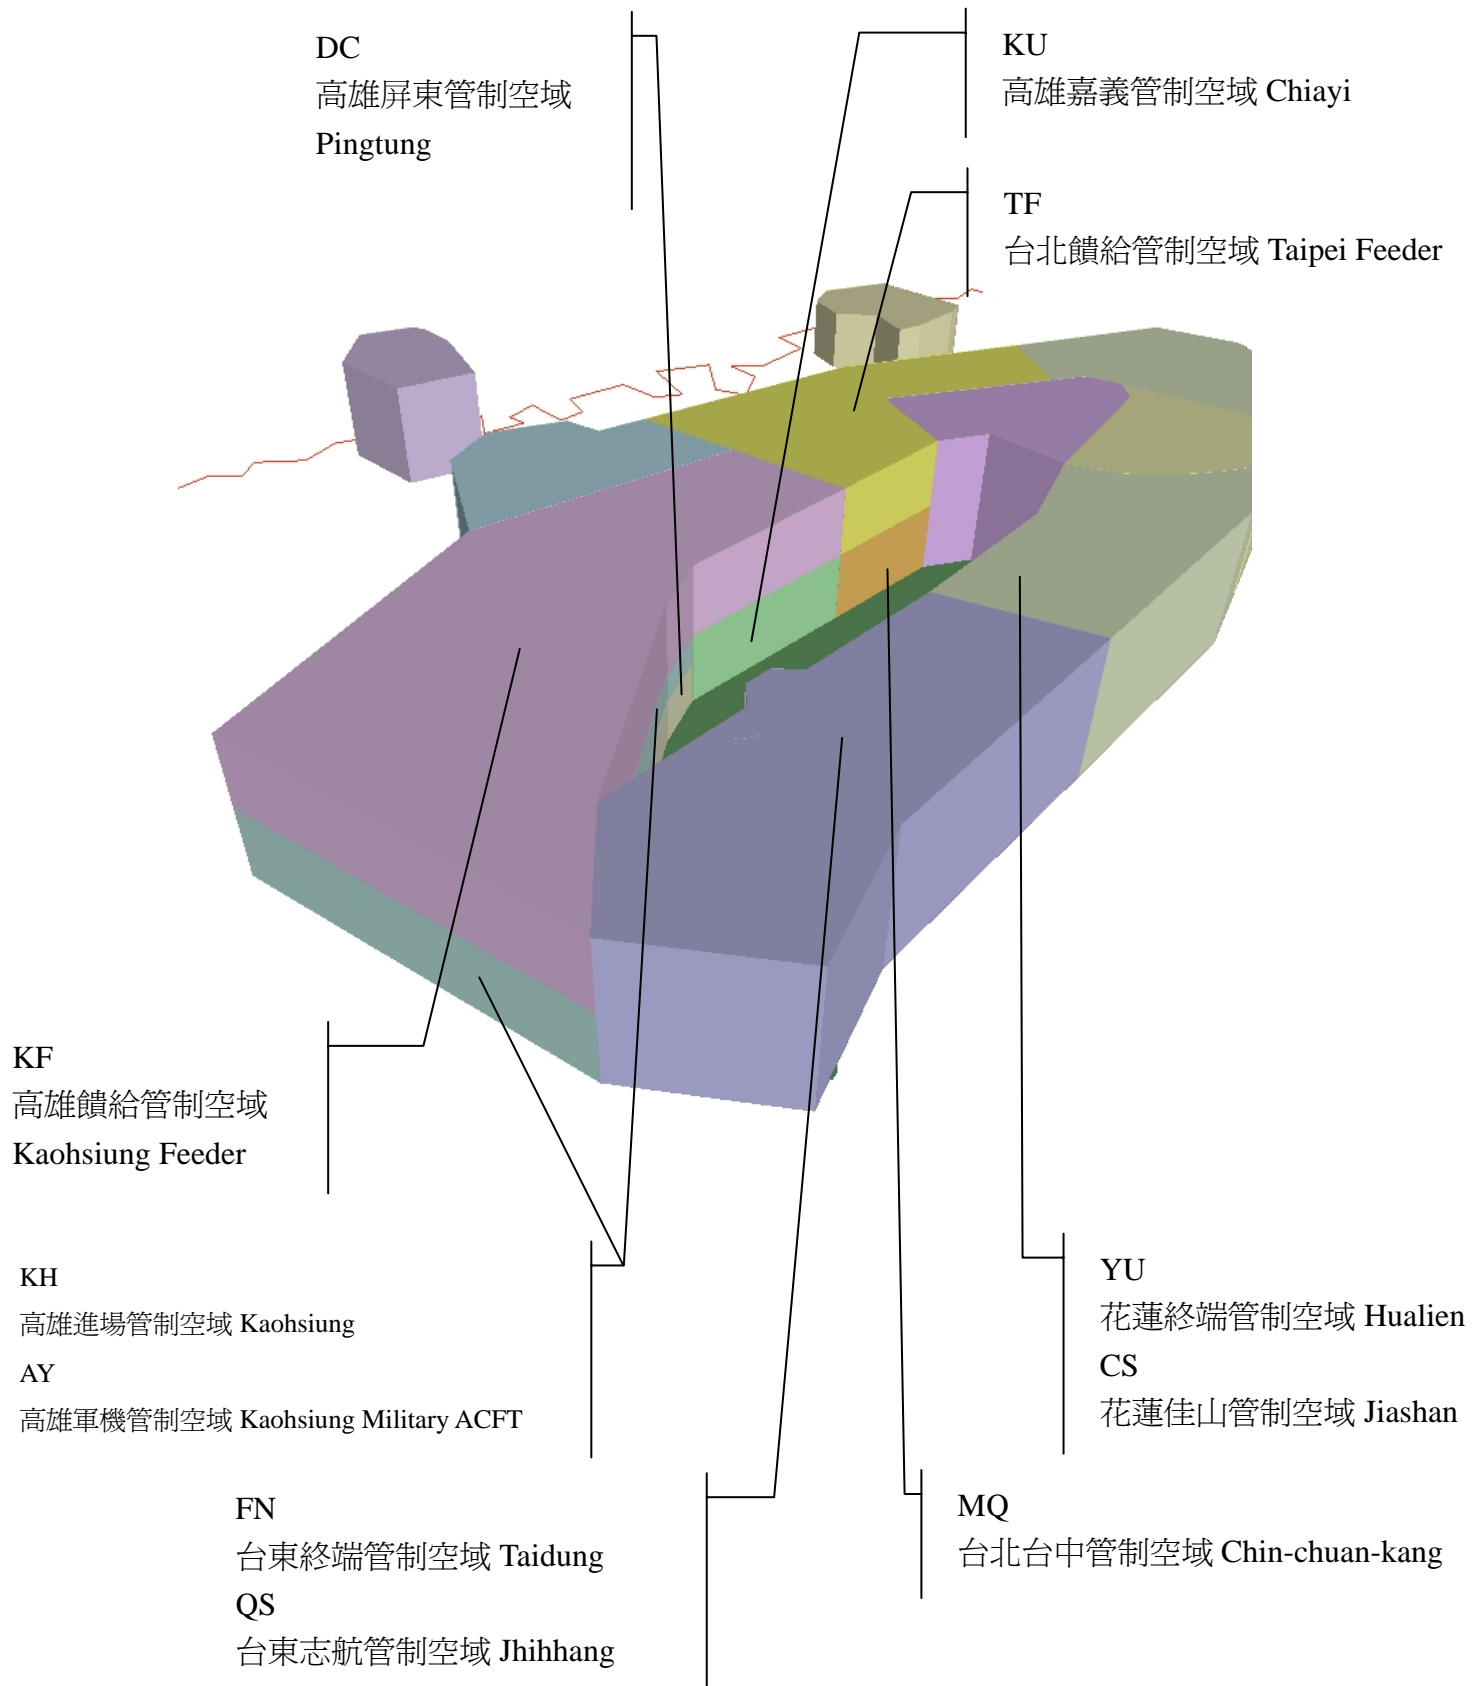 DC
高雄屏東管制空域
Pingtung
KU
高雄嘉義管制空域 Chiayi
TF
台北饋給管制空域 Taipei Feeder
KF
高雄饋給管制空域
Kaohsiung Feeder
KH
高雄進場管制空域 Kaohsiung
AY
高雄軍機管制空域 Kaohsiung Military ACFT
YU
花蓮終端管制空域 Hualien
CS
花蓮佳山管制空域 Jiashan
FN
台東終端管制空域 Taidung
QS
台東志航管制空域 Jhihhang
MQ
台北台中管制空域 Chin-chuan-kang